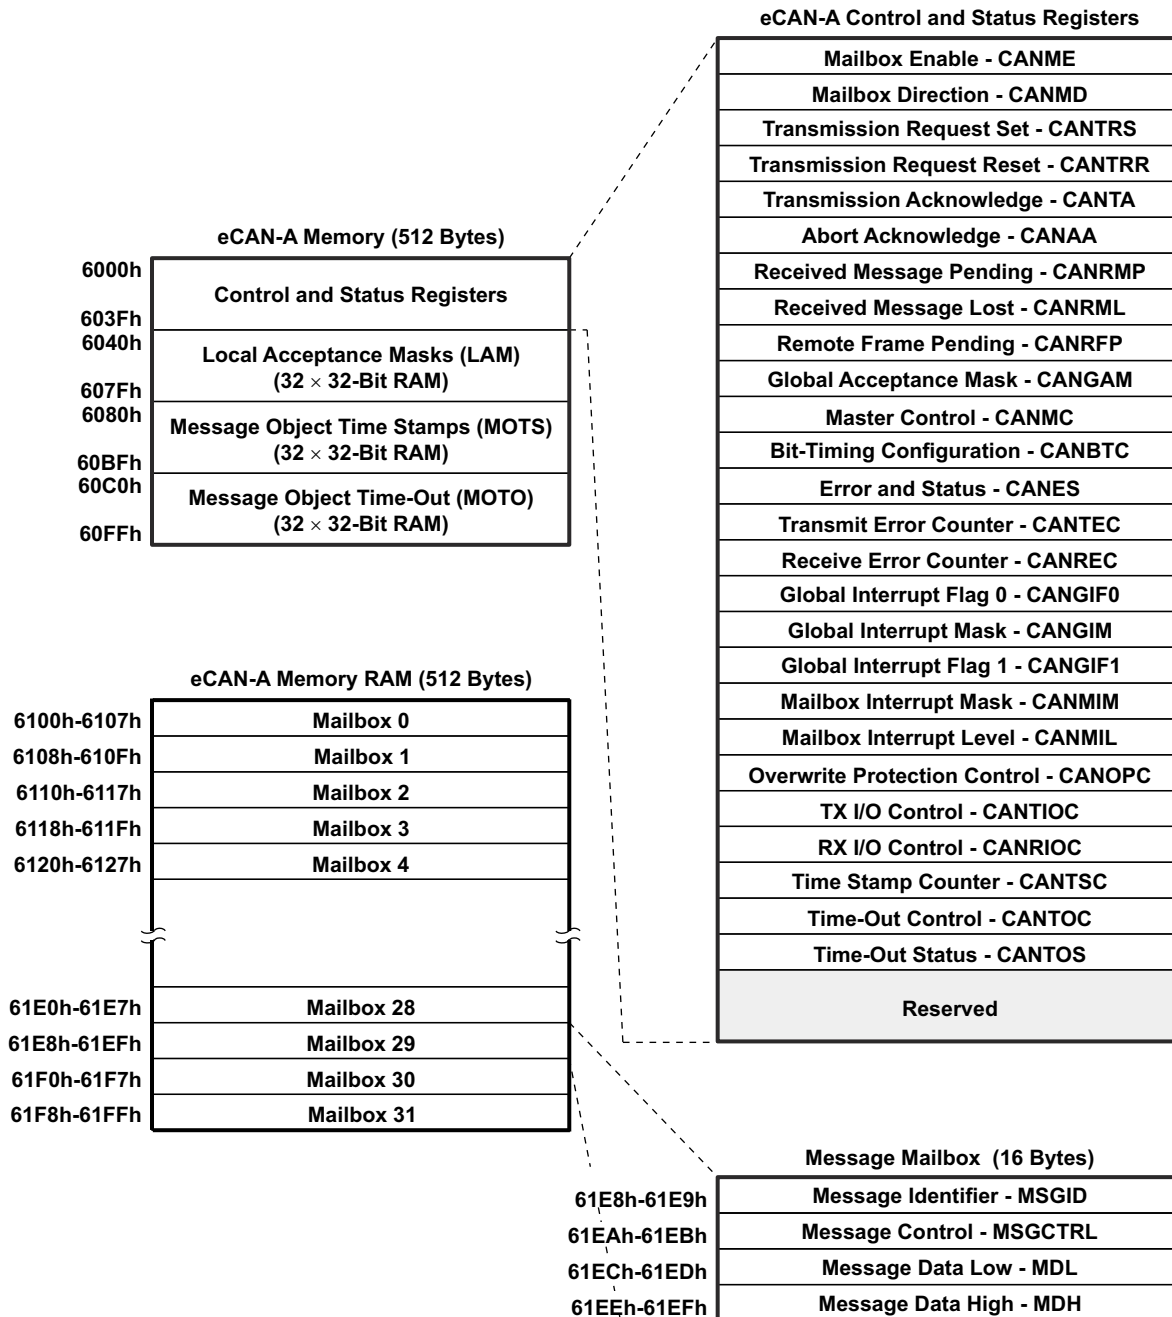 eCAN-A Control and Status Registers
Mailbox Enable - CANME
Mailbox Direction - CANMD
Transmission Request Set - CANTRS
Transmission Request Reset - CANTRR
Transmission Acknowledge - CANTA
Abort Acknowledge - CANAA
Received Message Pending - CANRMP
Received Message Lost - CANRML
Remote Frame Pending - CANRFP
Global Acceptance Mask - CANGAM
Master Control - CANMC
Bit-Timing Configuration - CANBTC
Error and Status - CANES
Transmit Error Counter - CANTEC
Receive Error Counter - CANREC
Global Interrupt Flag 0 - CANGIF0
Global Interrupt Mask - CANGIM
Global Interrupt Flag 1 - CANGIF1
Mailbox Interrupt Mask - CANMIM
Mailbox Interrupt Level - CANMIL
Overwrite Protection Control - CANOPC
TX I/O Control - CANTIOC
RX I/O Control - CANRIOC
Time Stamp Counter - CANTSC
Time-Out Control - CANTOC
Time-Out Status - CANTOS
Reserved
eCAN-A Memory (512 Bytes)
6000h
Control and Status Registers
603Fh
6040h
Local Acceptance Masks (LAM)
(32 × 32-Bit RAM)
607Fh
6080h
Message Object Time Stamps (MOTS)
(32 × 32-Bit RAM)
60BFh
60C0h
Message Object Time-Out (MOTO)
(32 × 32-Bit RAM)
60FFh
eCAN-A Memory RAM (512 Bytes)
6100h-6107h Mailbox 0
6108h-610Fh Mailbox 1
6110h-6117h Mailbox 2
6118h-611Fh Mailbox 3
6120h-6127h Mailbox 4
61E0h-61E7h Mailbox 28
61E8h-61EFh Mailbox 29
61F0h-61F7h Mailbox 30
61F8h-61FFh Mailbox 31
Message Mailbox (16 Bytes)
61E8h-61E9h Message Identifier - MSGID
61EAh-61EBh Message Control - MSGCTRL
61ECh-61EDh Message Data Low - MDL
61EEh-61EFh Message Data High - MDH